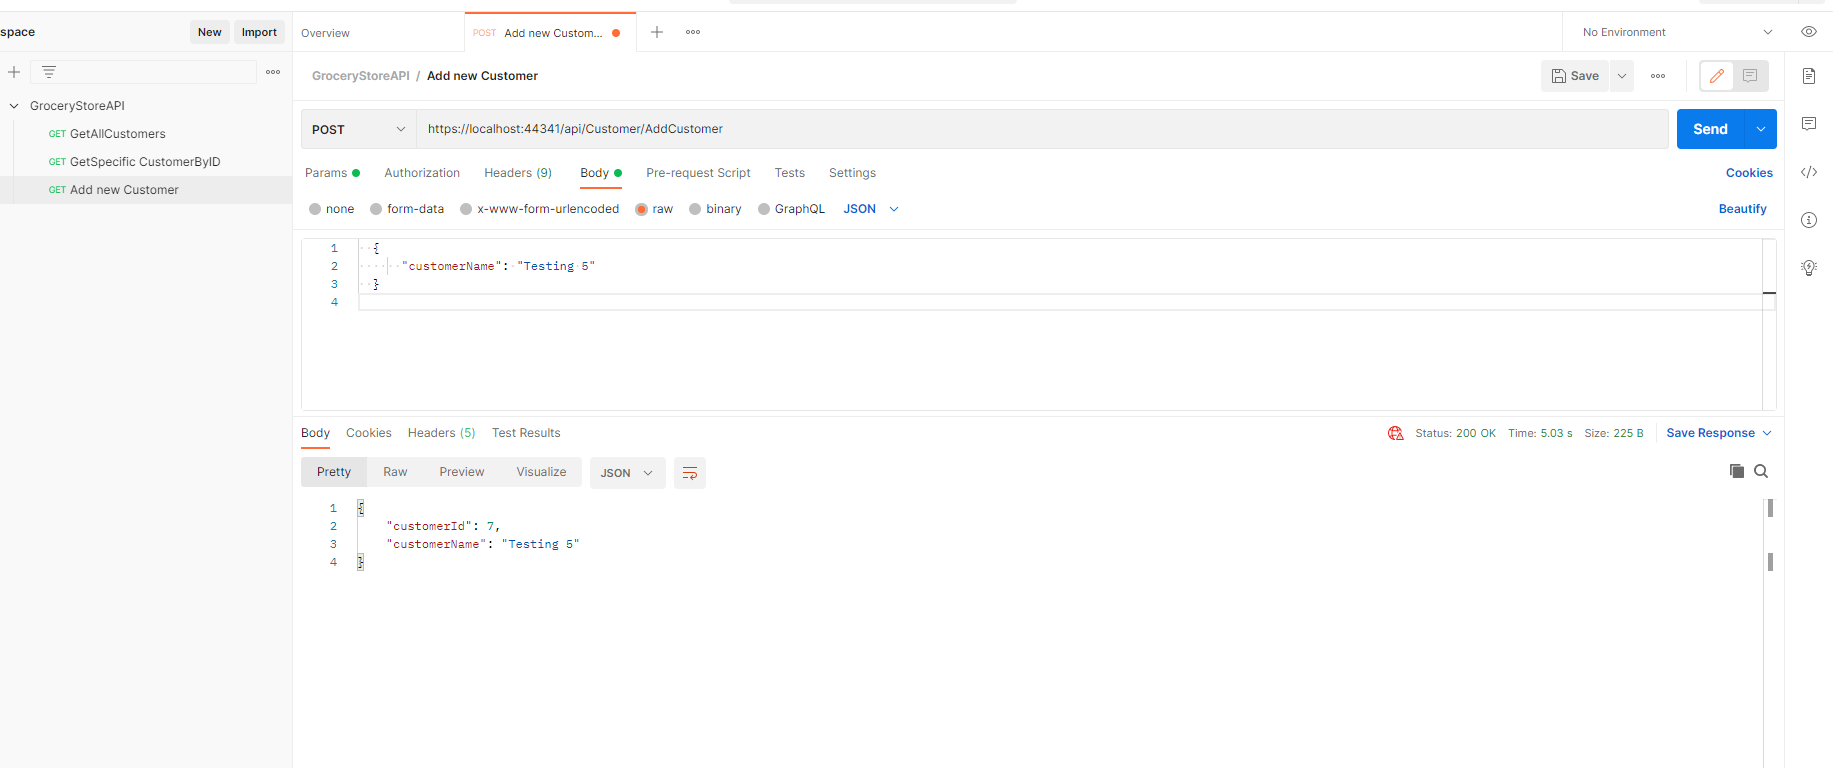 space
New
Import
Overview
POST Add new Custom...
No Environment
GroceryStoreAPI / Add new Customer
Save
GroceryStoreAPI
GET GetAllCustomers
GET GetSpecific CustomerByID
GET Add new Customer
POST
https://localhost:44341/api/Customer/AddCustomer
Send
Params
Authorization
Headers (9)
Body
Pre-request Script
Tests
Settings
Cookies
none
form-data
x-www-form-urlencoded
raw
binary
GraphQL
JSON
Beautify
1 {
2 "customerName": "Testing 5"
3 }
4
Body
Cookies
Headers (5)
Test Results
Status: 200 OK
Time: 5.03 s
Size: 225 B
Save Response
Pretty
Raw
Preview
Visualize
JSON
1 {
2 "customerId": 7,
3 "customerName": "Testing 5"
4 }